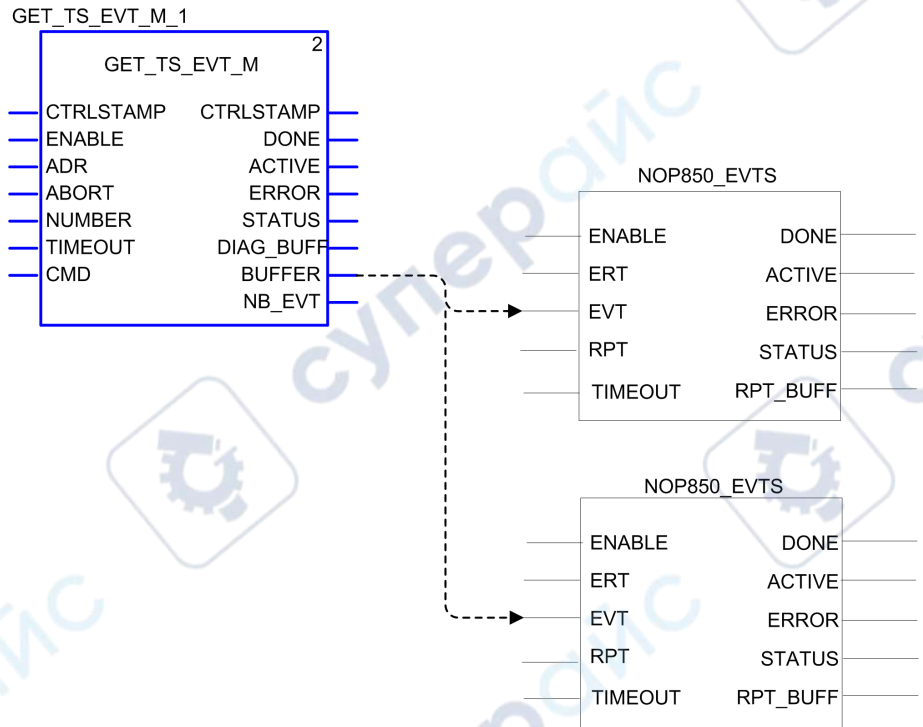 GET_TS_EVT_M_1
2
GET_TS_EVT_M
CTRLSTAMP CTRLSTAMP
ENABLE DONE
ADR ACTIVE
ABORT ERROR
NUMBER STATUS
TIMEOUT DIAG_BUFF
CMD BUFFER
NB_EVT
NOP850_EVTS
ENABLE DONE
ERT ACTIVE
EVT ERROR
RPT STATUS
TIMEOUT RPT_BUFF
NOP850_EVTS
ENABLE DONE
ERT ACTIVE
EVT ERROR
RPT STATUS
TIMEOUT RPT_BUFF
суперайс